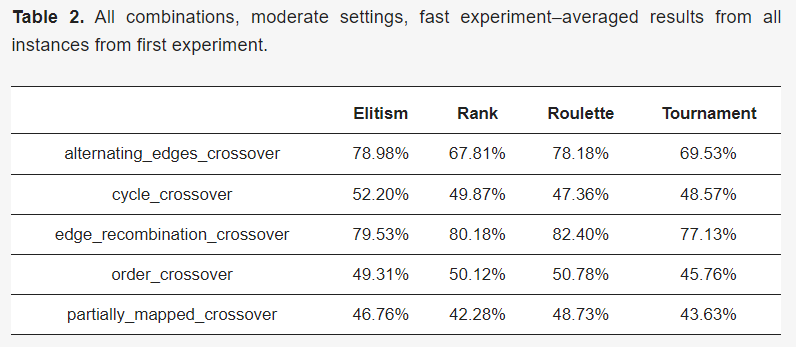 Table 2. All combinations, moderate settings, fast experiment–averaged results from all
instances from first experiment.
Elitism Rank Roulette Tournament
alternating_edges_crossover 78.98% 67.81% 78.18% 69.53%
cycle_crossover 52.20% 49.87% 47.36% 48.57%
edge_recombination_crossover 79.53% 80.18% 82.40% 77.13%
order_crossover 49.31% 50.12% 50.78% 45.76%
partially_mapped_crossover 46.76% 42.28% 48.73% 43.63%